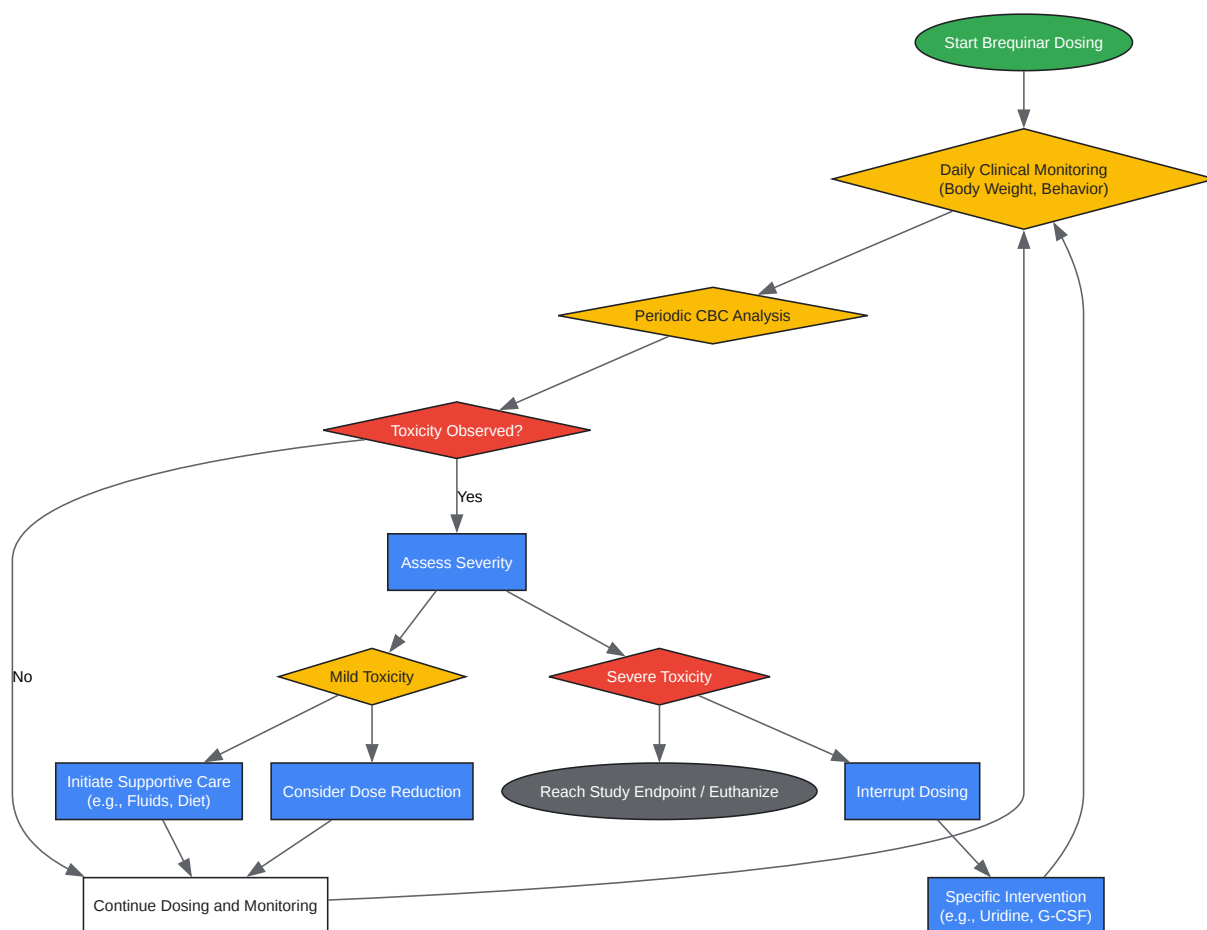 Start Brequinar Dosing
Daily Clinical Monitoring
(Body Weight, Behavior)
Periodic CBC Analysis
Toxicity Observed?
Yes
Assess Severity
No
Mild Toxicity
Severe Toxicity
Initiate Supportive Care
(e.g., Fluids, Diet)
Consider Dose Reduction
Reach Study Endpoint / Euthanize
Interrupt Dosing
Continue Dosing and Monitoring
Specific Intervention
(e.g., Uridine, G-CSF)